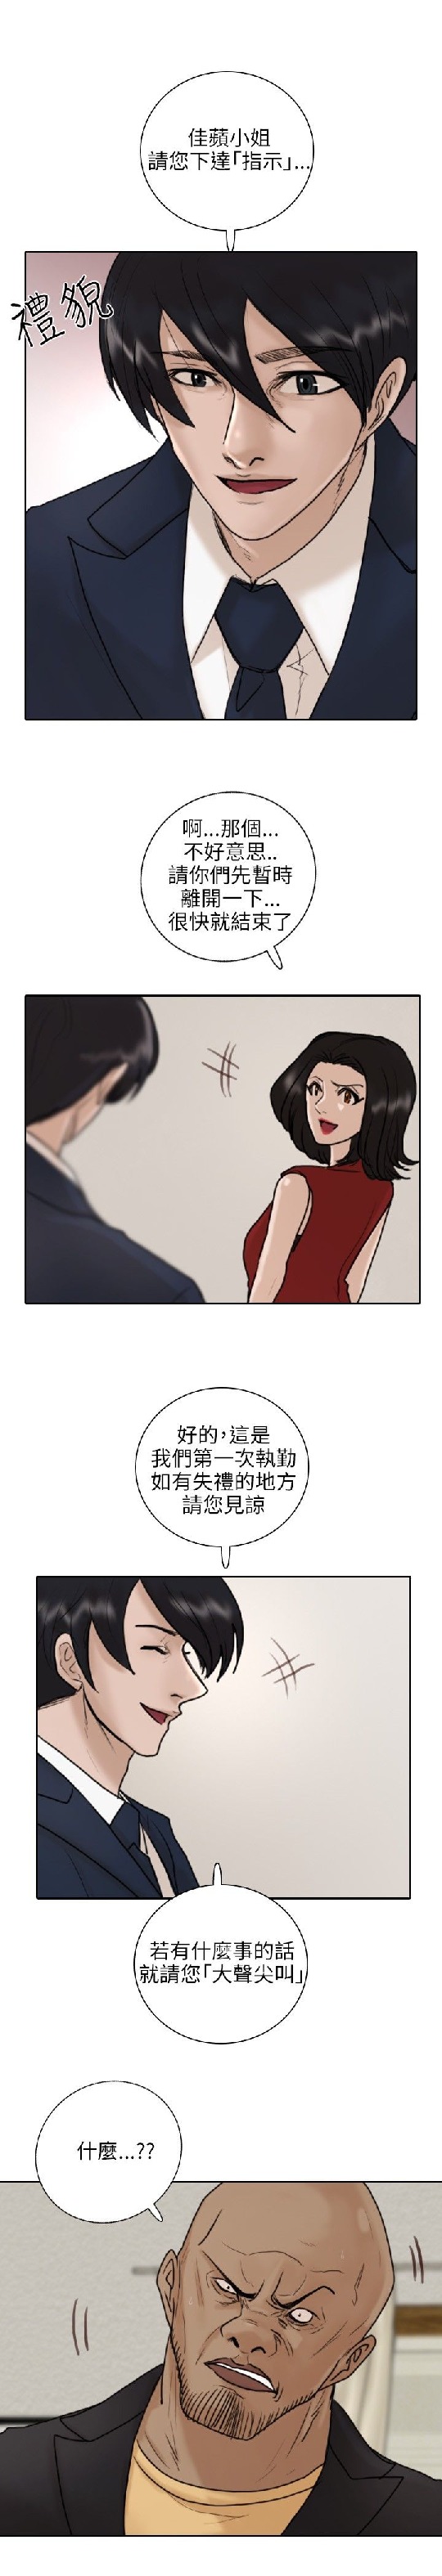 佳蘋小姐
請您下達「指示」...
禮貌
啊...那個...
不好意思..
請你們先暫時
離開一下...
很快就結束了
好的，這是
我們第一次執勤
如有失禮的地方
請您見諒
若有什麼事的話
就請您「大聲尖叫」
什麼...??